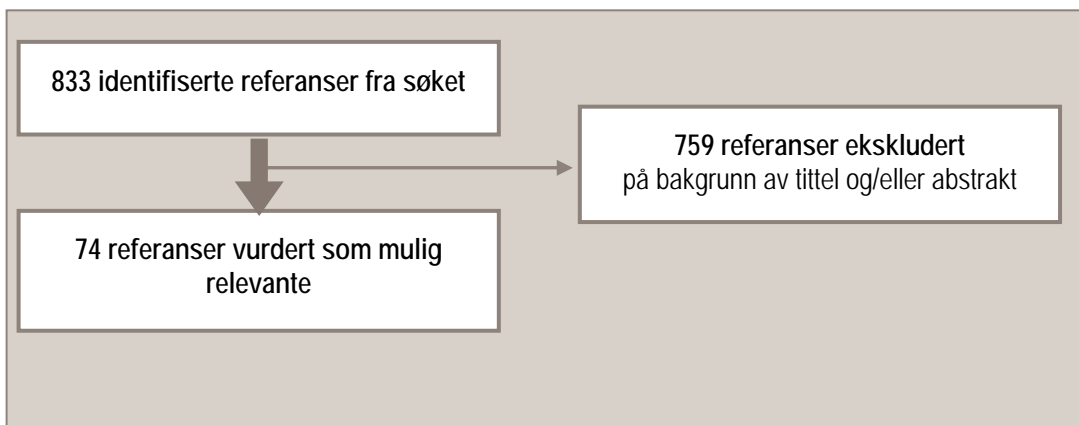 833 identifiserte referanser fra søket
759 referanser ekskludert
på bakgrunn av tittel og/eller abstrakt
74 referanser vurdert som mulig
relevante